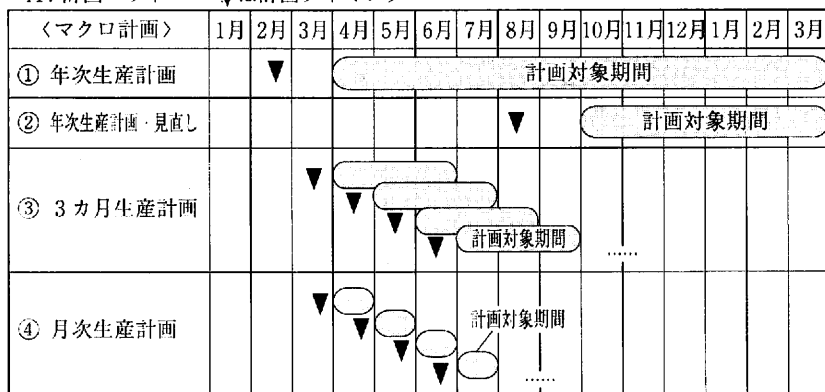 〈マクロ計画〉 1月 2月 3月 4月 5月 6月 7月 8月 9月 10月 11月 12月 1月 2月 3月
① 年次生産計画 ▼ 計画対象期間
② 年次生産計画・見直し ▼ 計画対象期間
③ 3カ月生産計画 ▼ ▼ ▼ ▼ 計画対象期間 ……
④ 月次生産計画 ▼ ▼ ▼ ▼ 計画対象期間 ……